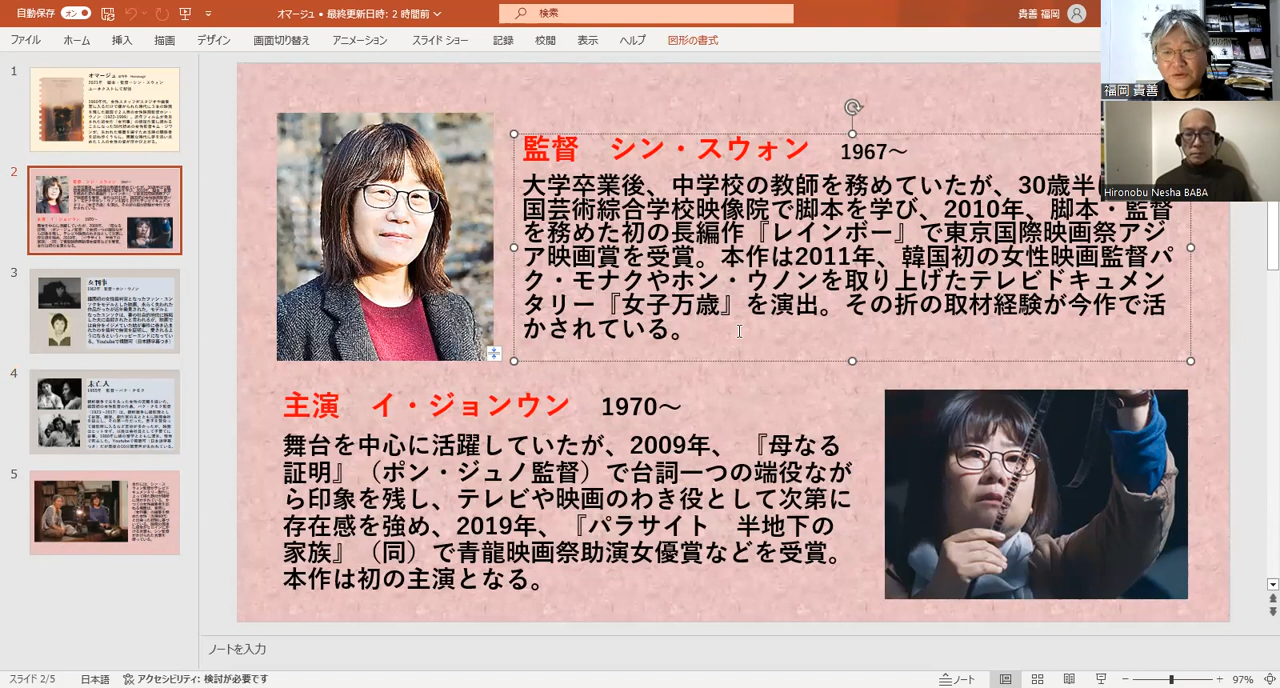 自動保存 オン
オマージュ • 最終更新日時: 2 時間前
検索
貴善 福岡
ファイル ホーム 挿入 描画 デザイン 画面切り替え アニメーション スライド ショー 記録 校閲 表示 ヘルプ 図形の書式
福岡 貴善
Hironobu Nesha BABA
1
2
3
4
5
オマージュ
女判事
未亡人
監督 シン・スウォン 1967～
大学卒業後、中学校の教師を務めていたが、30歳半
国芸術綜合学校映像院で脚本を学び、2010年、脚本・監督
を務めた初の長編作『レインボー』で東京国際映画祭アジ
ア映画賞を受賞。本作は2011年、韓国初の女性映画監督パ
ク・モナクやホン・ウノンを取り上げたテレビドキュメン
タリー『女子万歳』を演出。その折の取材経験が今作で活
かされている。
主演 イ・ジョンウン 1970～
舞台を中心に活躍していたが、2009年、『母なる
証明』（ポン・ジュノ監督）で台詞一つの端役なが
ら印象を残し、テレビや映画のわき役として次第に
存在感を強め、2019年、『パラサイト 半地下の
家族』（同）で青龍映画祭助演女優賞などを受賞。
本作は初の主演となる。
ノートを入力
スライド 2/5 日本語 アクセシビリティ: 検討が必要です
ノート
97%